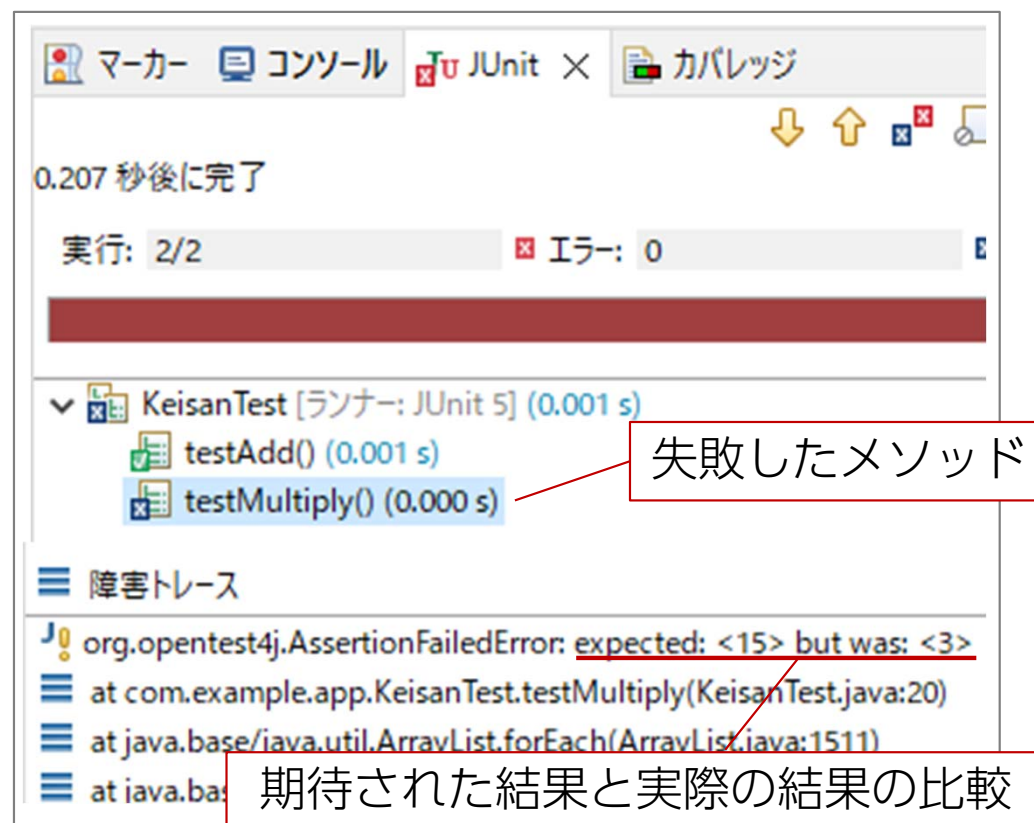 マーカー コンソール JUnit カバレッジ
0.207 秒後に完了
実行: 2/2 エラー: 0
KeisanTest [ランナー: JUnit 5] (0.001 s)
testAdd() (0.001 s)
失敗したメソッド
testMultiply() (0.000 s)
障害トレース
org.opentest4j.AssertionFailedError: expected: <15> but was: <3>
at com.example.app.KeisanTest.testMultiply(KeisanTest.java:20)
at java.base/java.util.ArrayList.forEach(ArrayList.java:1511)
at java.bas
期待された結果と実際の結果の比較